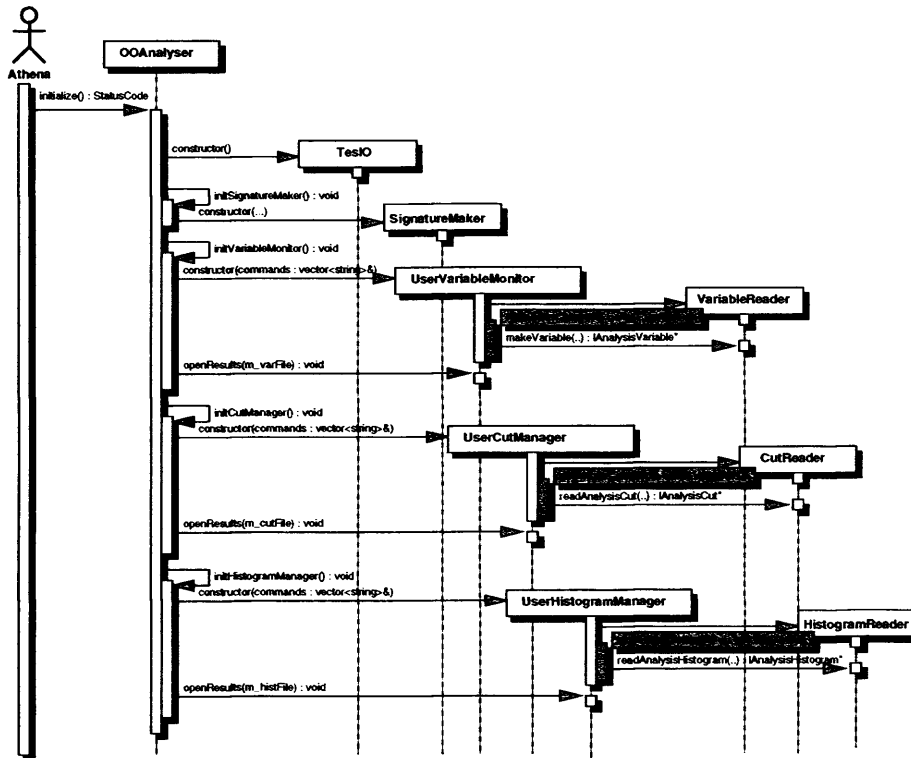 OOAnalyser
Athena
initialize() : StatusCode
constructor()
TesIO
initSignatureMaker() : void
constructor(...)
SignatureMaker
initVariableMonitor() : void
constructor(commands : vector<string>&)
UserVariableMonitor
VariableReader
makeVariable(..) : IAnalysisVariable*
openResults(m_varFile) : void
initCutManager() : void
constructor(commands : vector<string>&)
UserCutManager
CutReader
readAnalysisCut(..) : IAnalysisCut*
openResults(m_cutFile) : void
initHistogramManager() : void
constructor(commands : vector<string>&)
UserHistogramManager
HistogramReader
readAnalysisHistogram(..) : IAnalysisHistogram*
openResults(m_histFile) : void